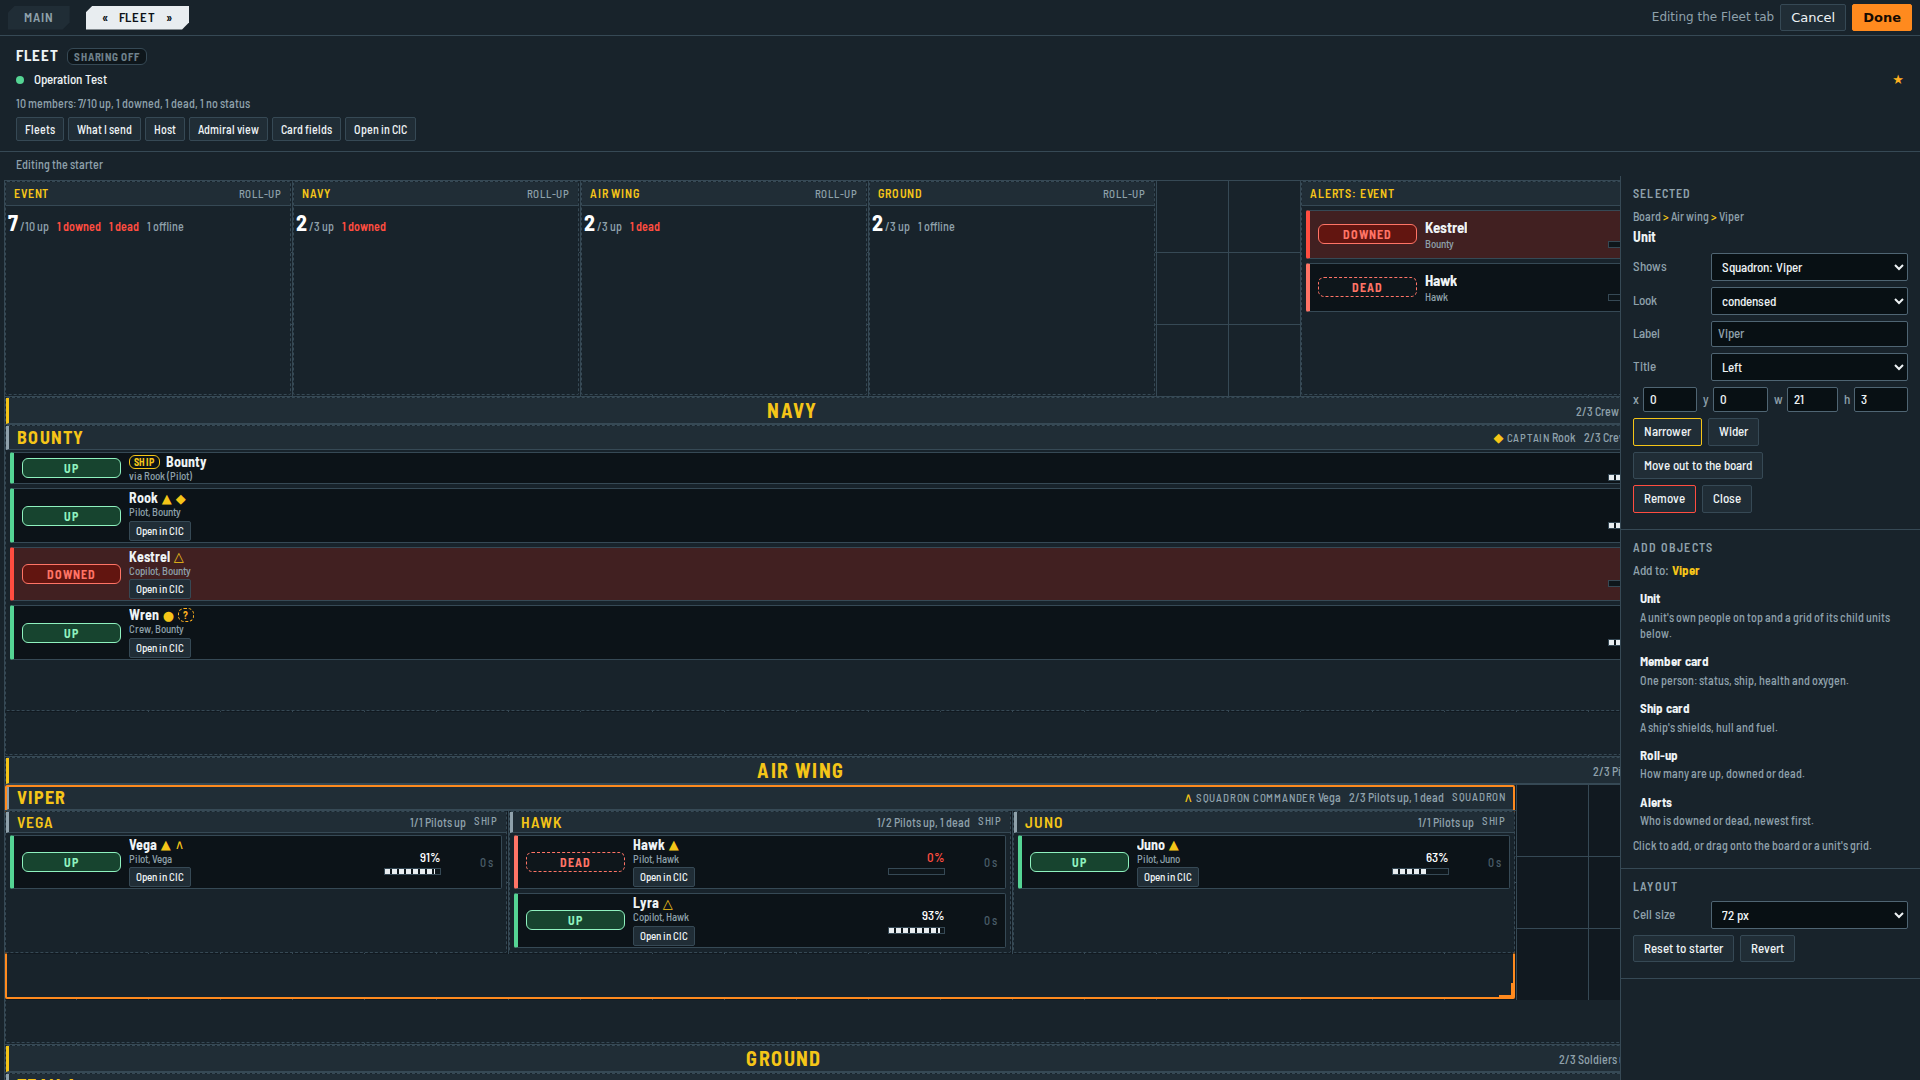 MAIN « FLEET » Editing the Fleet tab Cancel Done
FLEET SHARING OFF
Operation Test ★
10 members: 7/10 up, 1 downed, 1 dead, 1 no status
Fleets What I send Host Admiral view Card fields Open in CIC
Editing the starter
EVENT ROLL-UP NAVY ROLL-UP AIR WING ROLL-UP GROUND ROLL-UP ALERTS: EVENT
7/10 up 1 downed 1 dead 1 offline
2/3 up 1 downed
2/3 up 1 dead
2/3 up 1 offline
DOWNED Kestrel
Bounty
DEAD Hawk
Hawk
NAVY 2/3 Crew
BOUNTY ◆ CAPTAIN Rook 2/3 Cre
UP SHIP Bounty
via Rook (Pilot)
UP Rook ▲ ◆
Pilot, Bounty
Open in CIC
DOWNED Kestrel △
Copilot, Bounty
Open in CIC
UP Wren ● ?
Crew, Bounty
Open in CIC
AIR WING 2/3 Pi
VIPER ∧ SQUADRON COMMANDER Vega 2/3 Pilots up, 1 dead SQUADRON
VEGA 1/1 Pilots up SHIP
UP Vega ▲ ∧ 91% 0 s
Pilot, Vega
Open in CIC
HAWK 1/2 Pilots up, 1 dead SHIP
DEAD Hawk ▲ 0% 0 s
Pilot, Hawk
Open in CIC
UP Lyra △ 93% 0 s
Copilot, Hawk
Open in CIC
JUNO 1/1 Pilots up SHIP
UP Juno ▲ 63% 0 s
Pilot, Juno
Open in CIC
GROUND 2/3 Soldiers
SELECTED
Board > Air wing > Viper
Unit
Shows Squadron: Viper
Look condensed
Label Viper
Title Left
x 0 y 0 w 21 h 3
Narrower Wider
Move out to the board
Remove Close
ADD OBJECTS
Add to: Viper
Unit
A unit's own people on top and a grid of its child units
below.
Member card
One person: status, ship, health and oxygen.
Ship card
A ship's shields, hull and fuel.
Roll-up
How many are up, downed or dead.
Alerts
Who is downed or dead, newest first.
Click to add, or drag onto the board or a unit's grid.
LAYOUT
Cell size 72 px
Reset to starter Revert